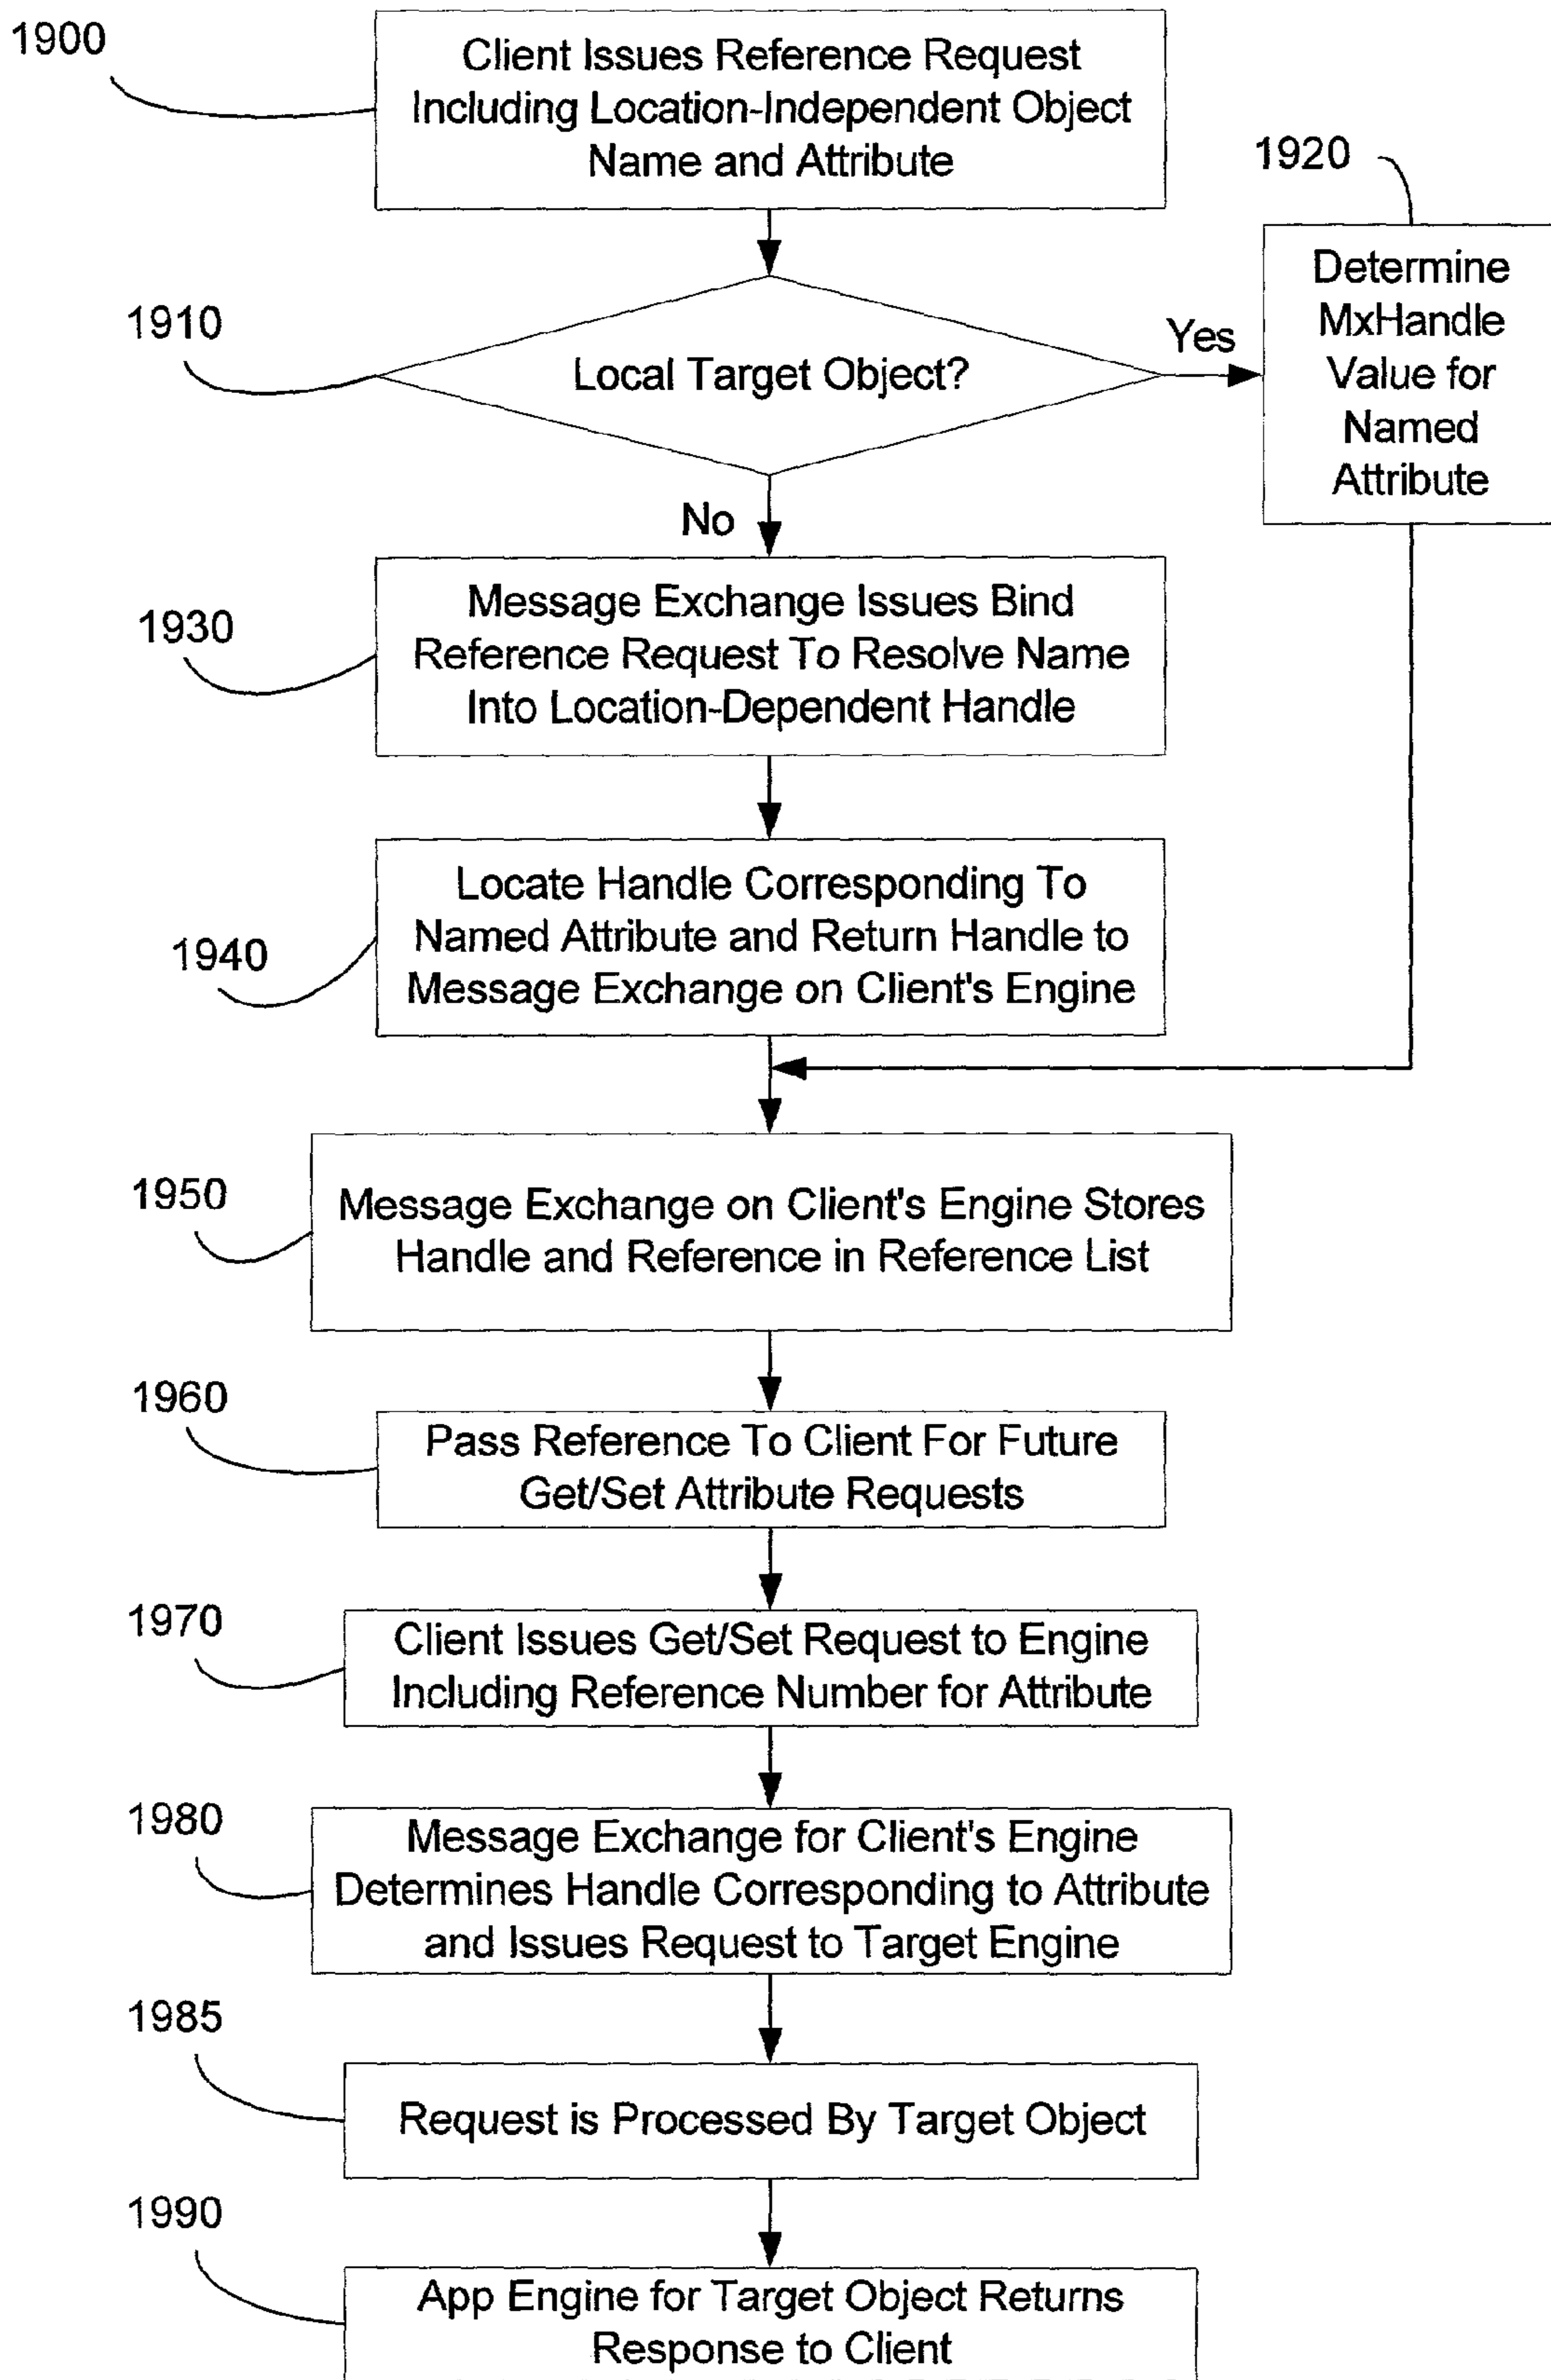 1900
Client Issues Reference Request
Including Location-Independent Object
Name and Attribute
1920
Determine
MxHandle
Value for
Named
Attribute
1910
Local Target Object?
Yes
No
1930
Message Exchange Issues Bind
Reference Request To Resolve Name
Into Location-Dependent Handle
1940
Locate Handle Corresponding To
Named Attribute and Return Handle to
Message Exchange on Client's Engine
1950
Message Exchange on Client's Engine Stores
Handle and Reference in Reference List
1960
Pass Reference To Client For Future
Get/Set Attribute Requests
1970
Client Issues Get/Set Request to Engine
Including Reference Number for Attribute
1980
Message Exchange for Client's Engine
Determines Handle Corresponding to Attribute
and Issues Request to Target Engine
1985
Request is Processed By Target Object
1990
App Engine for Target Object Returns
Response to Client